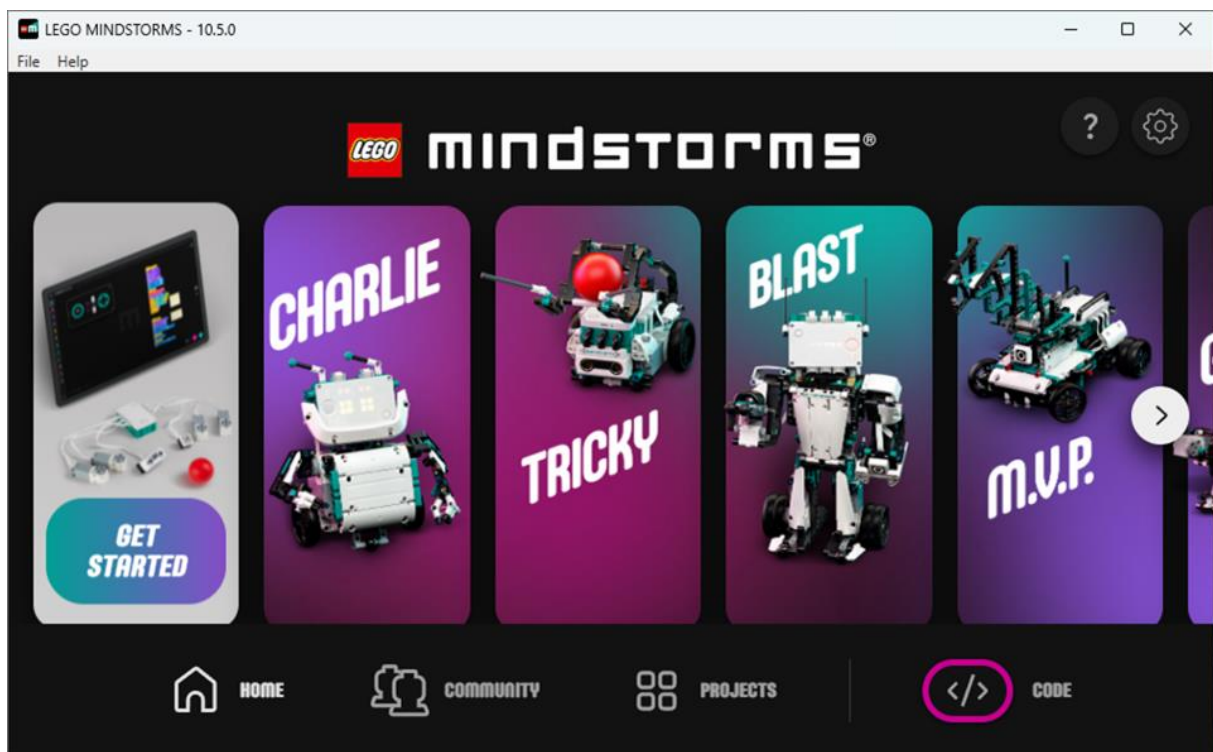 LEGO MINDSTORMS - 10.5.0
File Help
?
LEGO mindstorms®
CHARLIE
TRICKY
BLAST
M.V.P.
GET
STARTED
HOME
COMMUNITY
PROJECTS
</> CODE